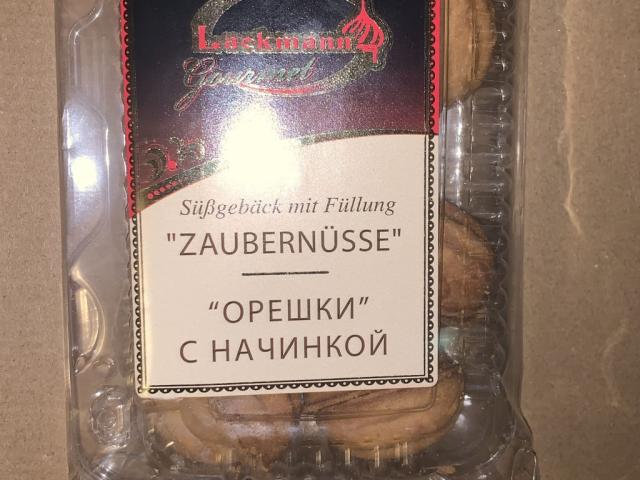 Lackmann
Gourmet
Süßgebäck mit Füllung
"ZAUBERNÜSSE"
“ОРЕШКИ”
С НАЧИНКОЙ